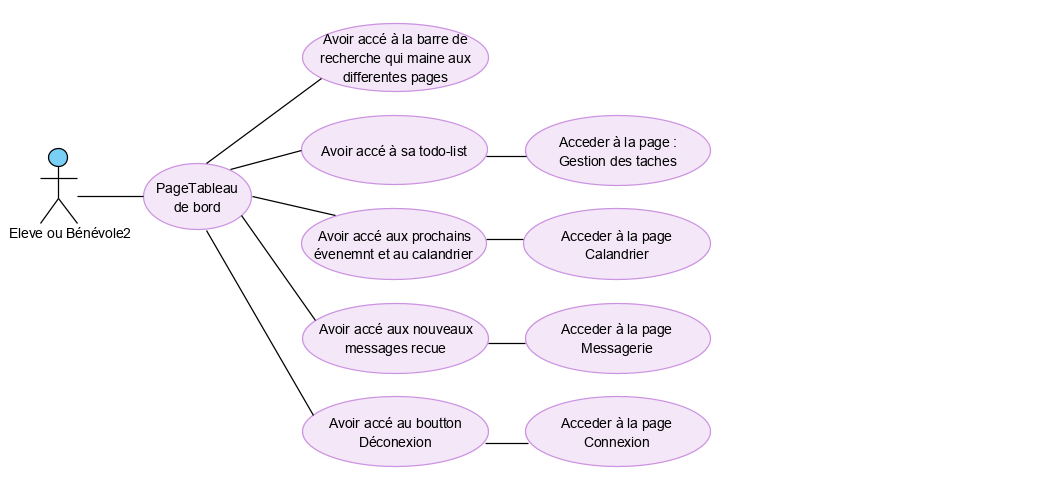 Avoir accé à la barre de
recherche qui maine aux
differentes pages
Avoir accé à sa todo-list
Acceder à la page :
Gestion des taches
PageTableau
de bord
Eleve ou Bénévole2
Avoir accé aux prochains
évenemnt et au calandrier
Acceder à la page
Calandrier
Avoir accé aux nouveaux
messages recue
Acceder à la page
Messagerie
Avoir accé au boutton
Déconexion
Acceder à la page
Connexion